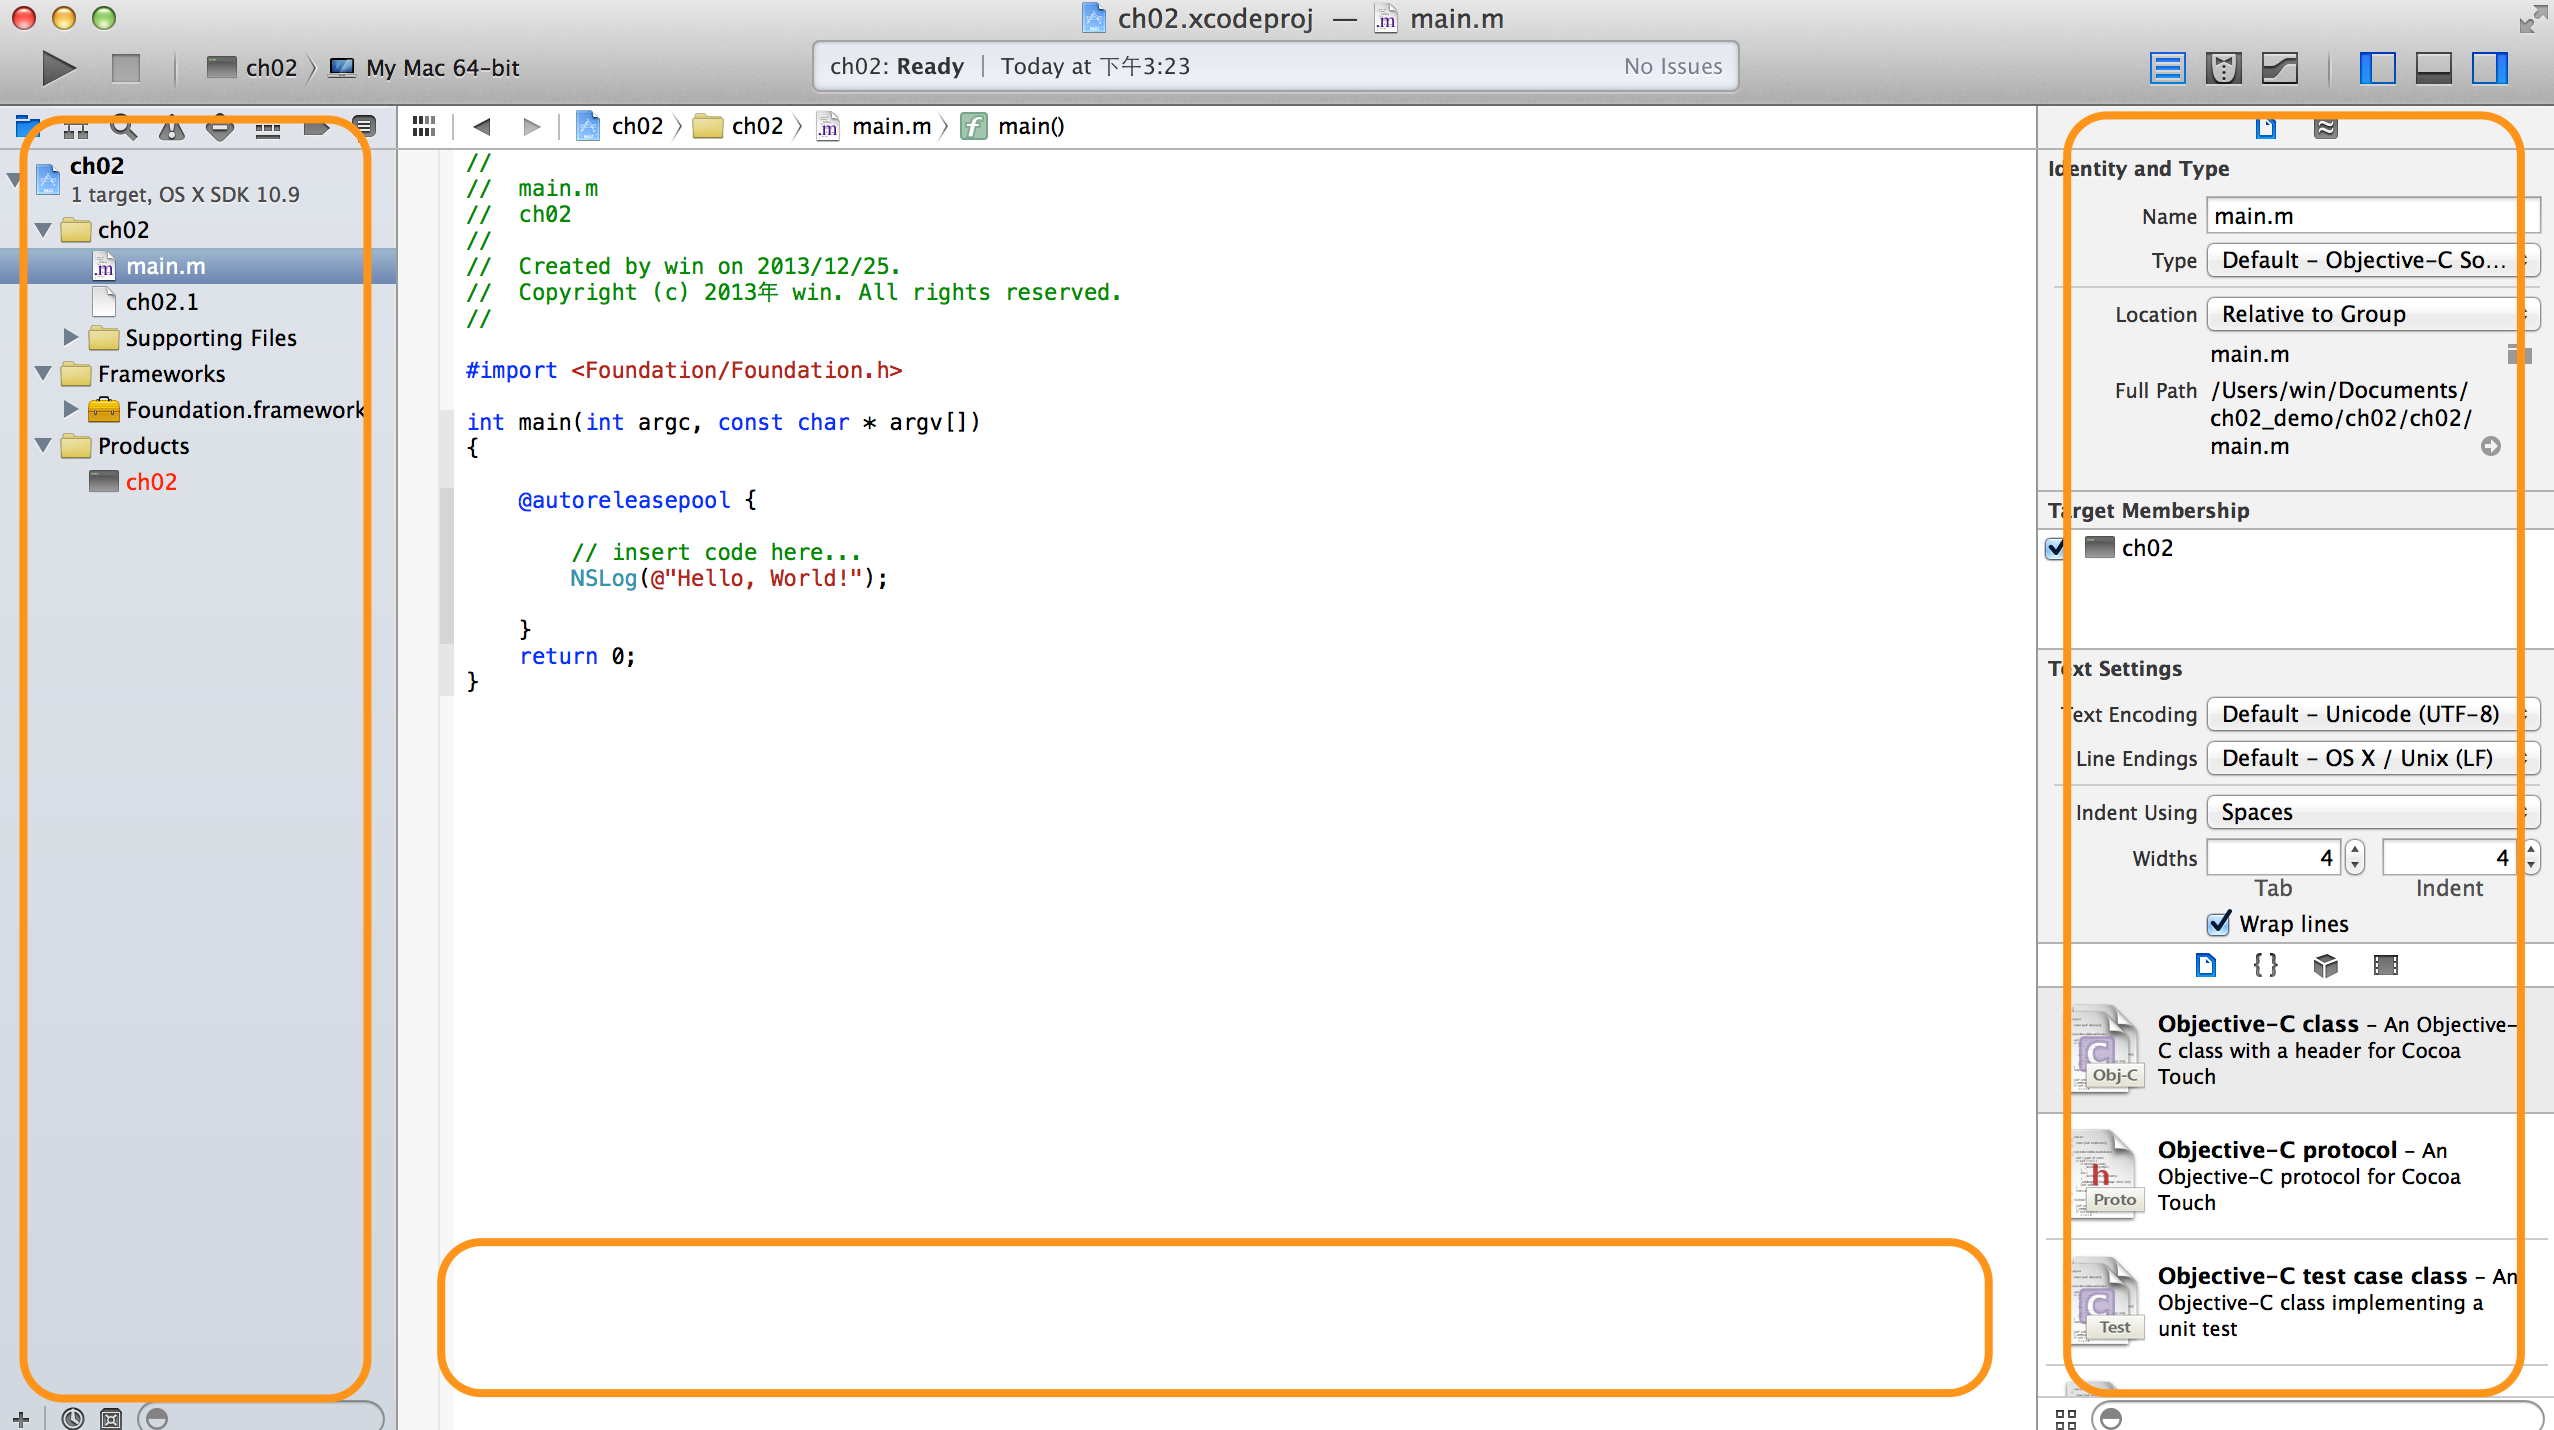 ch02.xcodeproj — main.m
ch02 My Mac 64-bit
ch02: Ready | Today at 下午3:23 No Issues
ch02
1 target, OS X SDK 10.9
ch02
main.m
ch02.1
Supporting Files
Frameworks
Foundation.framework
Products
ch02
ch02 ch02 main.m main()
//
//  main.m
//  ch02
//
//  Created by win on 2013/12/25.
//  Copyright (c) 2013年 win. All rights reserved.
//
#import <Foundation/Foundation.h>
int main(int argc, const char * argv[])
{
    @autoreleasepool {
        // insert code here...
        NSLog(@"Hello, World!");
    }
    return 0;
}
Identity and Type
Name main.m
Type Default – Objective-C So...
Location Relative to Group
main.m
Full Path /Users/win/Documents/
ch02_demo/ch02/ch02/
main.m
Target Membership
ch02
Text Settings
Text Encoding Default – Unicode (UTF-8)
Line Endings Default – OS X / Unix (LF)
Indent Using Spaces
Widths 4 4
Tab Indent
Wrap lines
Obj-C
Objective-C class – An Objective-
C class with a header for Cocoa
Touch
Proto
Objective-C protocol – An
Objective-C protocol for Cocoa
Touch
Test
Objective-C test case class – An
Objective-C class implementing a
unit test